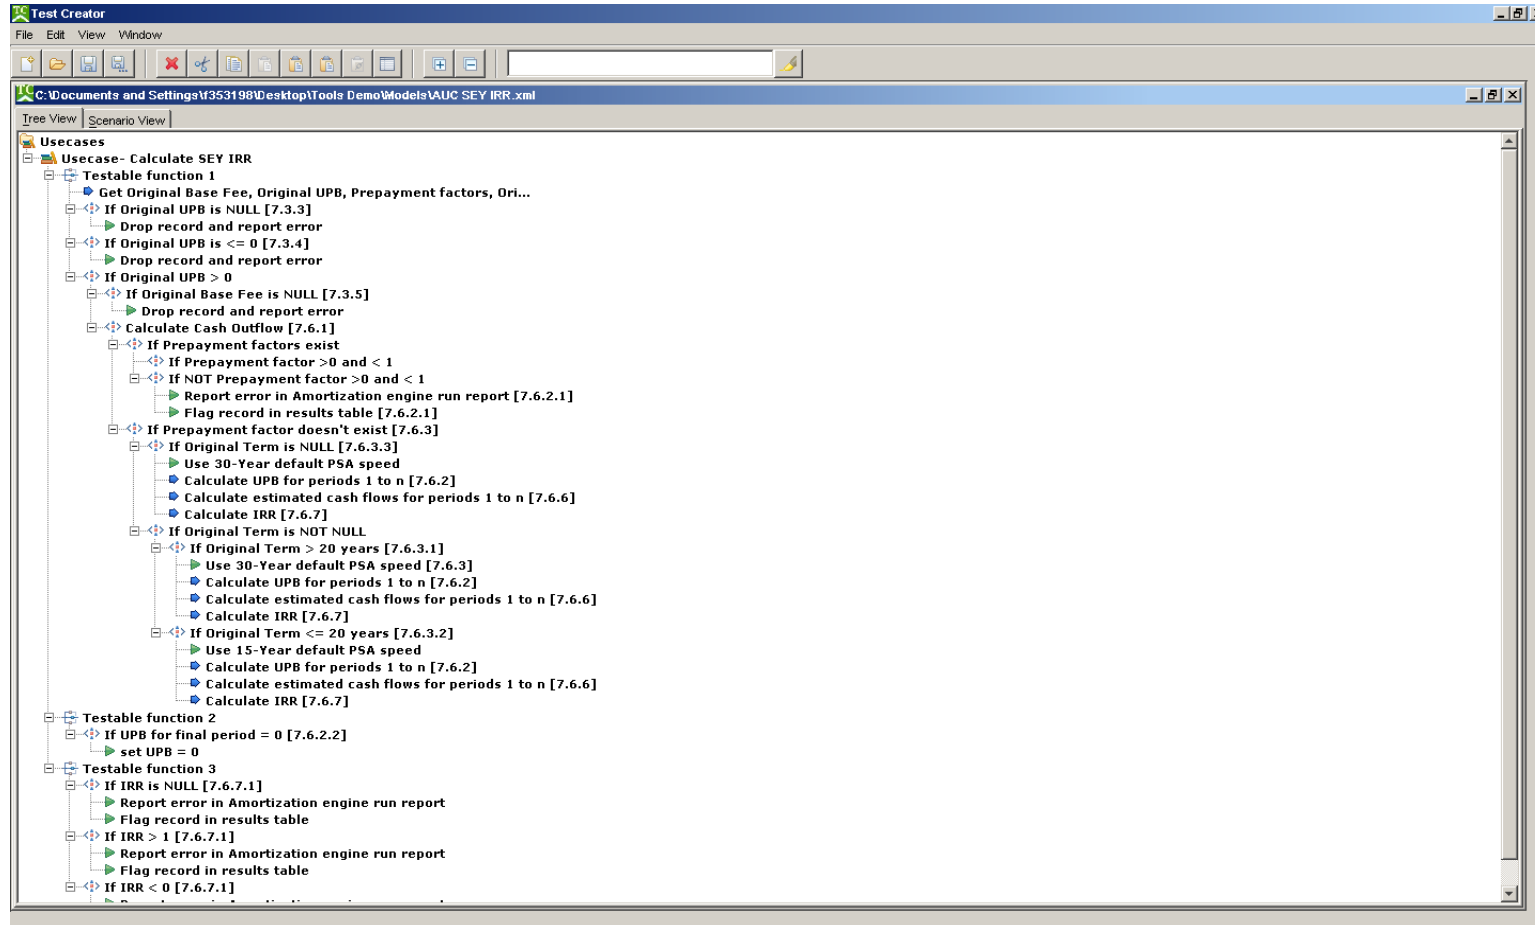 Test Creator
File Edit View Window
C:\Documents and Settings\f353198\Desktop\Tools Demo\Models\AUC SEY IRR.xml
Tree View Scenario View
Usecases
Usecase- Calculate SEY IRR
Testable function 1
Get Original Base Fee, Original UPB, Prepayment factors, Ori...
If Original UPB is NULL [7.3.3]
Drop record and report error
If Original UPB is <= 0 [7.3.4]
Drop record and report error
If Original UPB > 0
If Original Base Fee is NULL [7.3.5]
Drop record and report error
Calculate Cash Outflow [7.6.1]
If Prepayment factors exist
If Prepayment factor >0 and < 1
If NOT Prepayment factor >0 and < 1
Report error in Amortization engine run report [7.6.2.1]
Flag record in results table [7.6.2.1]
If Prepayment factor doesn't exist [7.6.3]
If Original Term is NULL [7.6.3.3]
Use 30-Year default PSA speed
Calculate UPB for periods 1 to n [7.6.2]
Calculate estimated cash flows for periods 1 to n [7.6.6]
Calculate IRR [7.6.7]
If Original Term is NOT NULL
If Original Term > 20 years [7.6.3.1]
Use 30-Year default PSA speed [7.6.3]
Calculate UPB for periods 1 to n [7.6.2]
Calculate estimated cash flows for periods 1 to n [7.6.6]
Calculate IRR [7.6.7]
If Original Term <= 20 years [7.6.3.2]
Use 15-Year default PSA speed
Calculate UPB for periods 1 to n [7.6.2]
Calculate estimated cash flows for periods 1 to n [7.6.6]
Calculate IRR [7.6.7]
Testable function 2
If UPB for final period = 0 [7.6.2.2]
set UPB = 0
Testable function 3
If IRR is NULL [7.6.7.1]
Report error in Amortization engine run report
Flag record in results table
If IRR > 1 [7.6.7.1]
Report error in Amortization engine run report
Flag record in results table
If IRR < 0 [7.6.7.1]